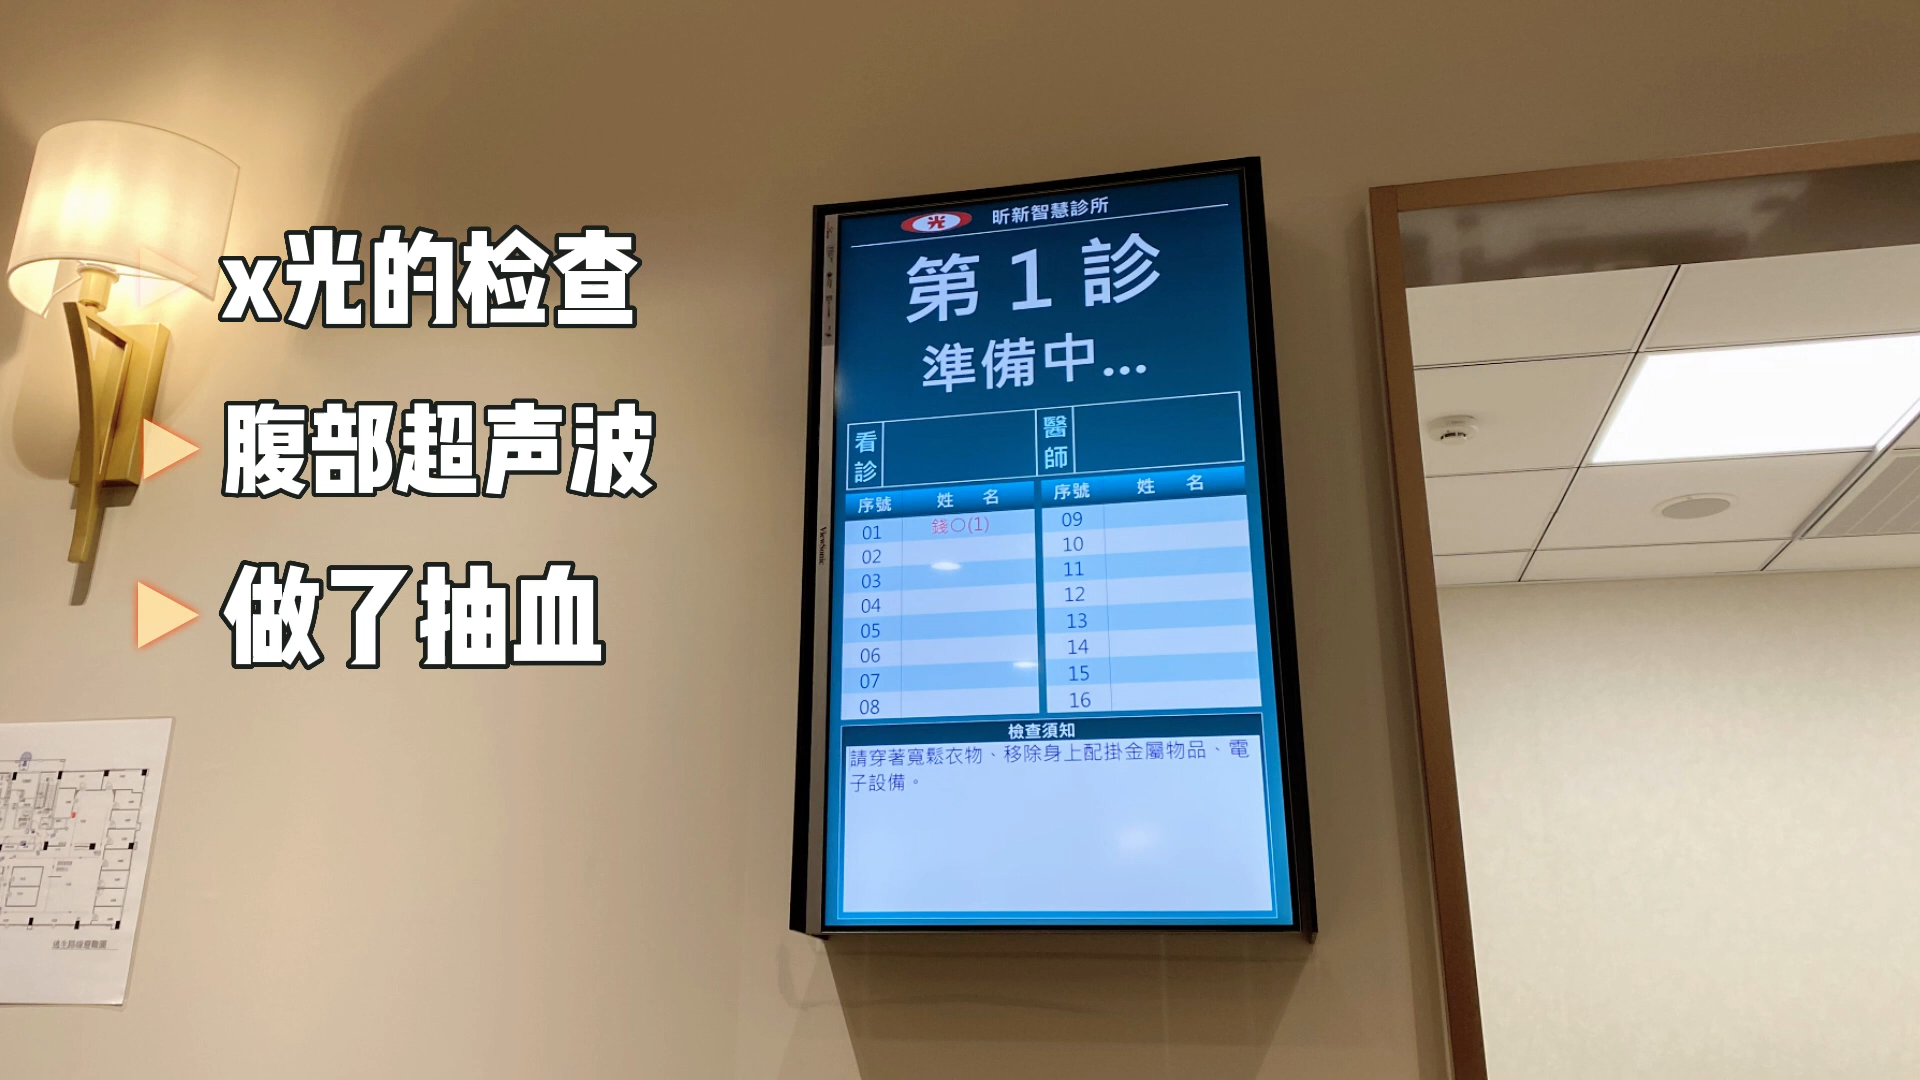 x光的检查
腹部超声波
做了抽血
光 昕新智慧診所
第1診
準備中...
看診 醫師
序號 姓名 序號 姓名
01 錢○(1) 09
02 10
03 11
04 12
05 13
06 14
07 15
08 16
檢查須知
請穿著寬鬆衣物、移除身上配掛金屬物品、電
子設備。
ViewSonic